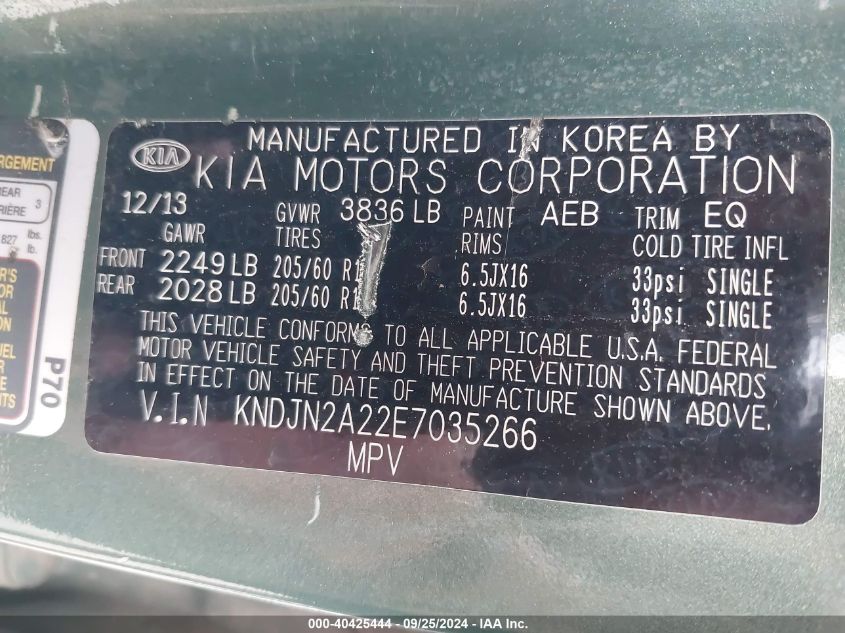 MANUFACTURED IN KOREA BY
KIA KIA MOTORS CORPORATION
12/13 GVWR 3836 LB PAINT AEB TRIM EQ
GAWR TIRES RIMS COLD TIRE INFL
FRONT 2249 LB 205/60 6.5JX16 33psi SINGLE
REAR 2028 LB 205/60 6.5JX16 33psi SINGLE
THIS VEHICLE CONFORMS TO ALL APPLICABLE U.S.A. FEDERAL
MOTOR VEHICLE SAFETY AND THEFT PREVENTION STANDARDS
IN EFFECT ON THE DATE OF MANUFACTURE SHOWN ABOVE.
V.I.N KNDJN2A22E7035266
MPV
3
827 lbs.
P70
000-40425444 - 09/25/2024 - IAA Inc.